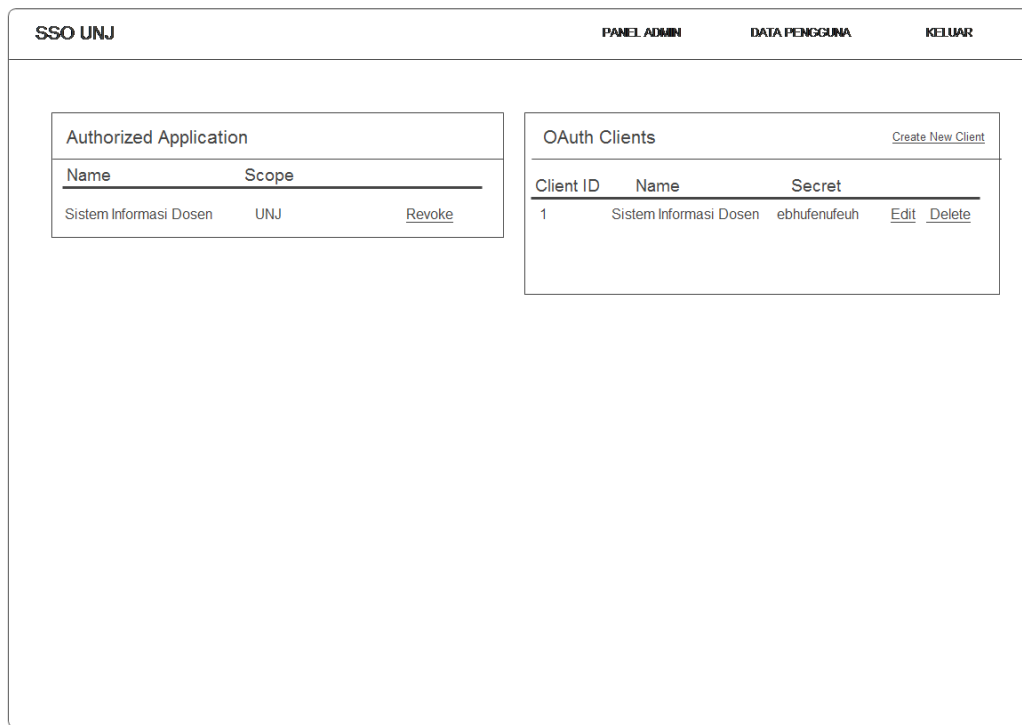 SSO UNJ PANEL ADMIN DATA PENGGUNA KELUAR
Authorized Application
Name Scope
Sistem Informasi Dosen UNJ Revoke
OAuth Clients Create New Client
Client ID Name Secret
1 Sistem Informasi Dosen ebhufenufeuh Edit Delete